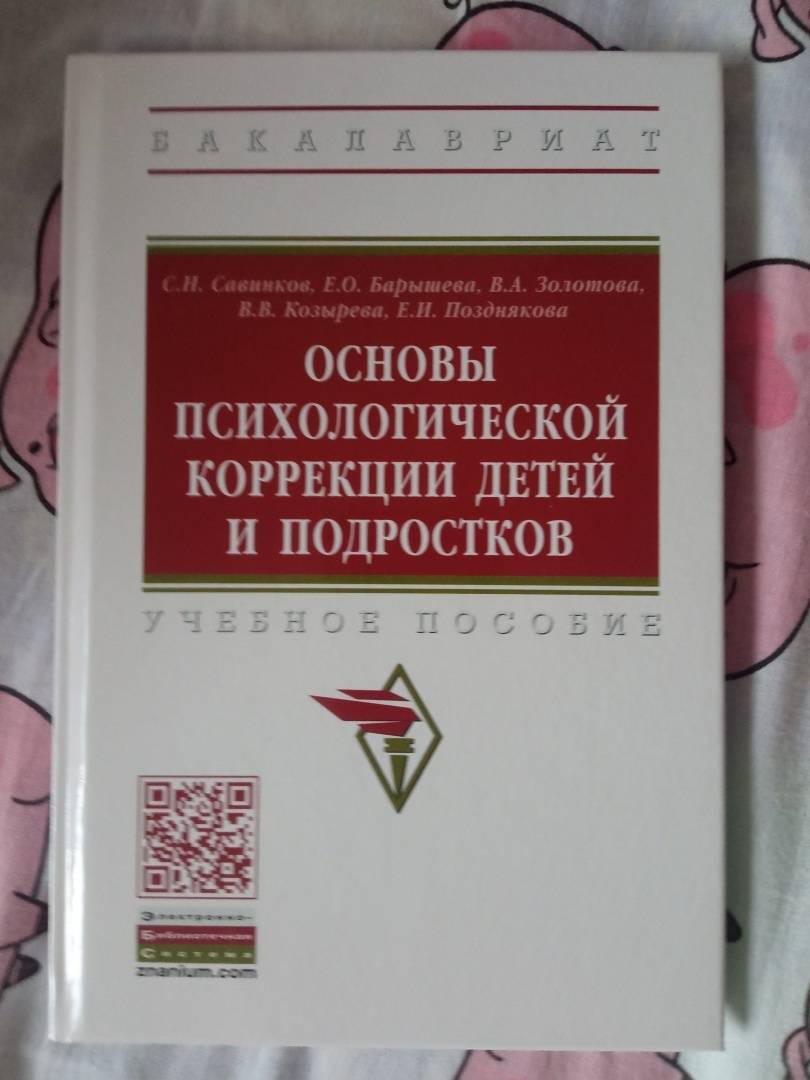 БАКАЛАВРИАТ
С.Н. Савинков, Е.О. Барышева, В.А. Золотова,
В.В. Козырева, Е.И. Позднякова
ОСНОВЫ
ПСИХОЛОГИЧЕСКОЙ
КОРРЕКЦИИ ДЕТЕЙ
И ПОДРОСТКОВ
УЧЕБНОЕ ПОСОБИЕ
Электронно-
Библиотечная
Система
znanium.com